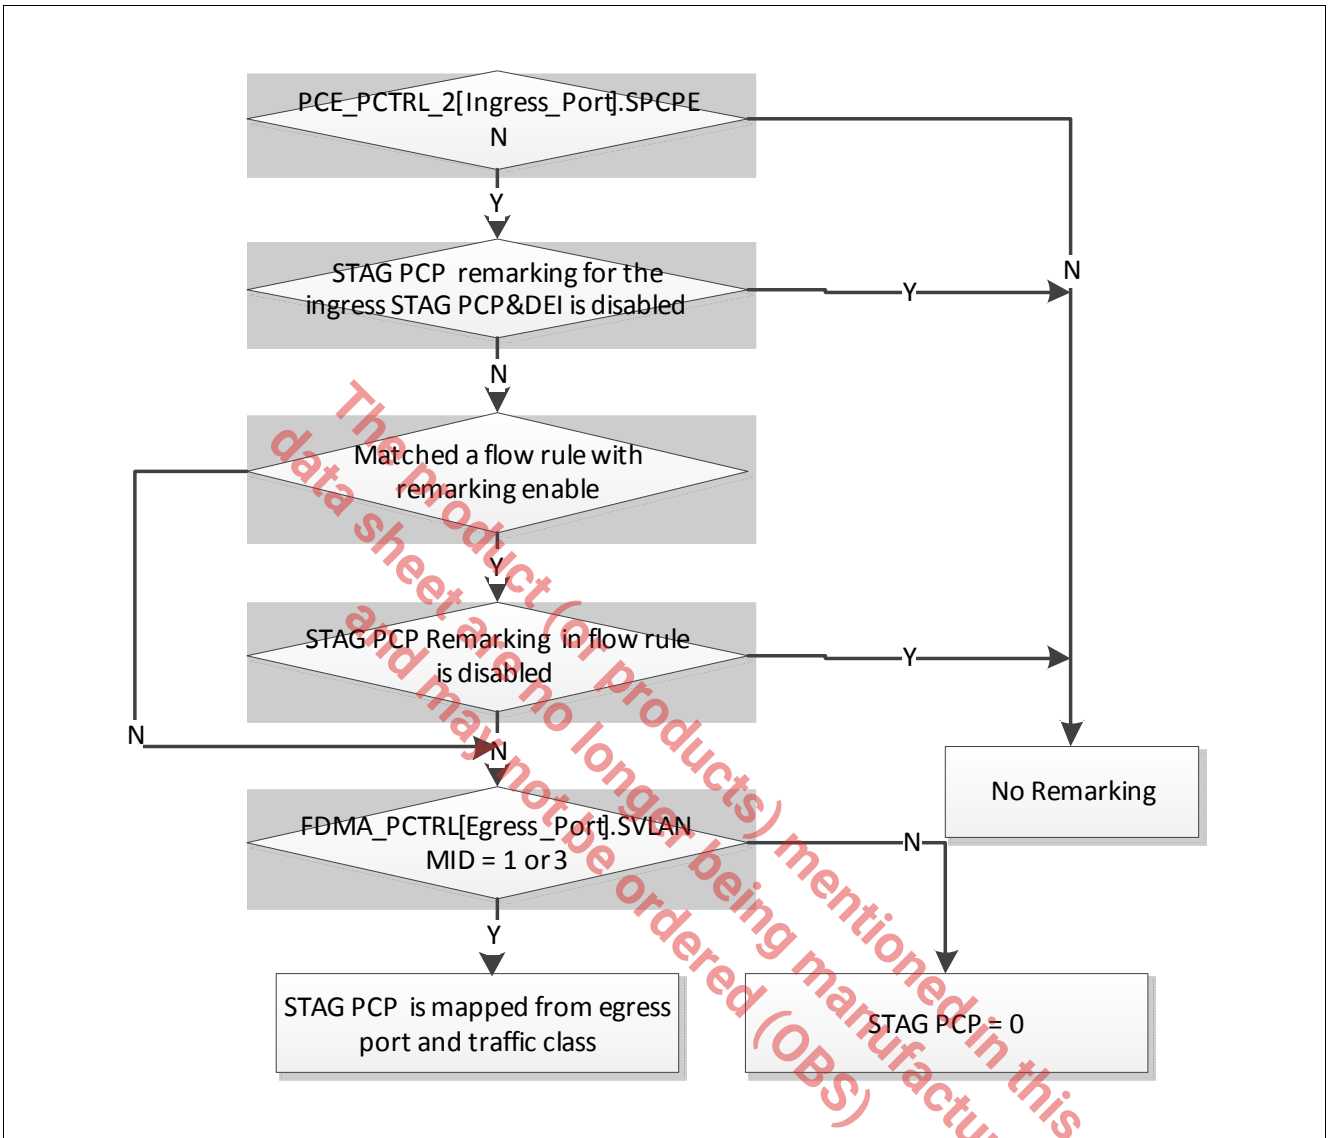 PCE_PCTRL_2[Ingress_Port].SPCPE
N
N
Y
STAG PCP remarking for the
ingress STAG PCP&DEI is disabled
Y
N
Matched a flow rule with
remarking enable
Y
STAG PCP Remarking in flow rule
is disabled
Y
N
N
No Remarking
FDMA_PCTRL[Egress_Port].SVLAN
MID = 1 or 3
N
Y
STAG PCP is mapped from egress
port and traffic class
STAG PCP = 0
The product (or products) mentioned in this
data sheet are no longer being
and may not be ordered (OBS)